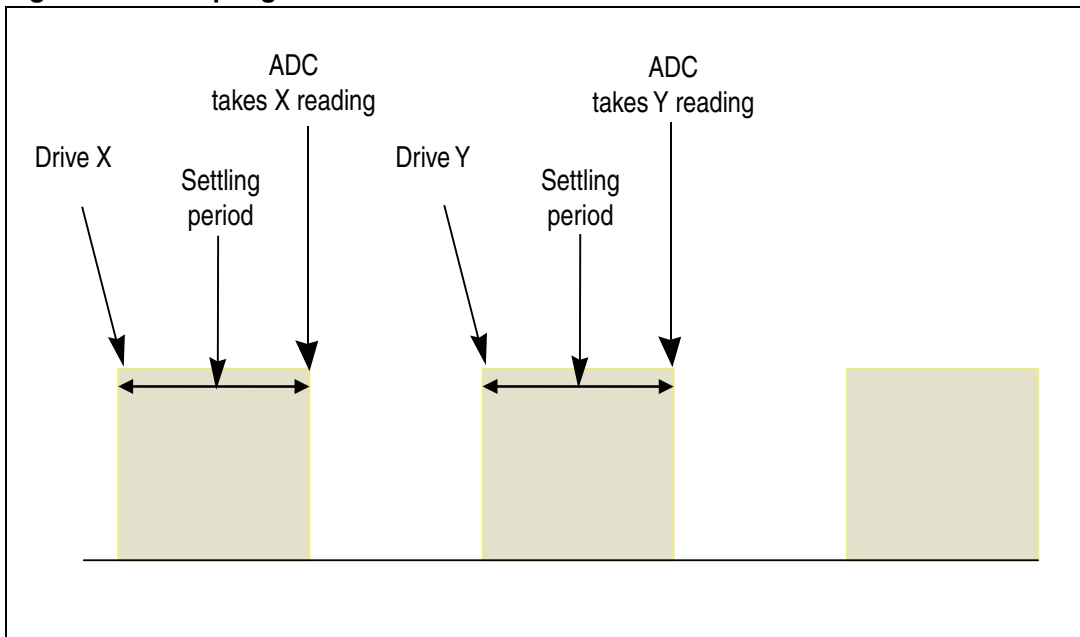 ADC
takes X reading
ADC
takes Y reading
Drive X
Settling
period
Drive Y
Settling
period